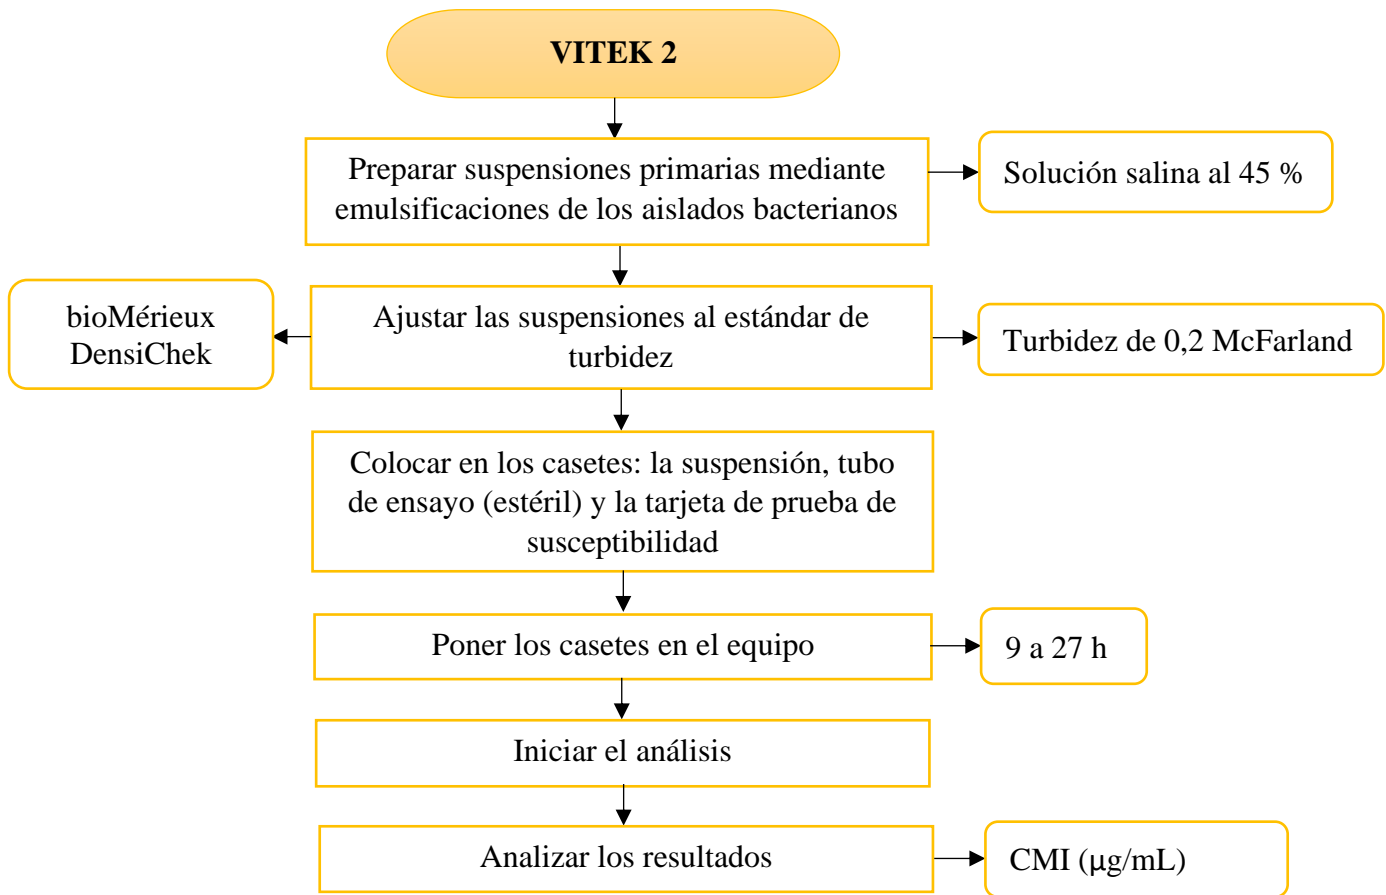 VITEK 2
Preparar suspensiones primarias mediante
emulsificaciones de los aislados bacterianos
Solución salina al 45 %
bioMérieux
DensiChek
Ajustar las suspensiones al estándar de
turbidez
Turbidez de 0,2 McFarland
Colocar en los casetes: la suspensión, tubo
de ensayo (estéril) y la tarjeta de prueba de
susceptibilidad
Poner los casetes en el equipo
9 a 27 h
Iniciar el análisis
Analizar los resultados
CMI (μg/mL)